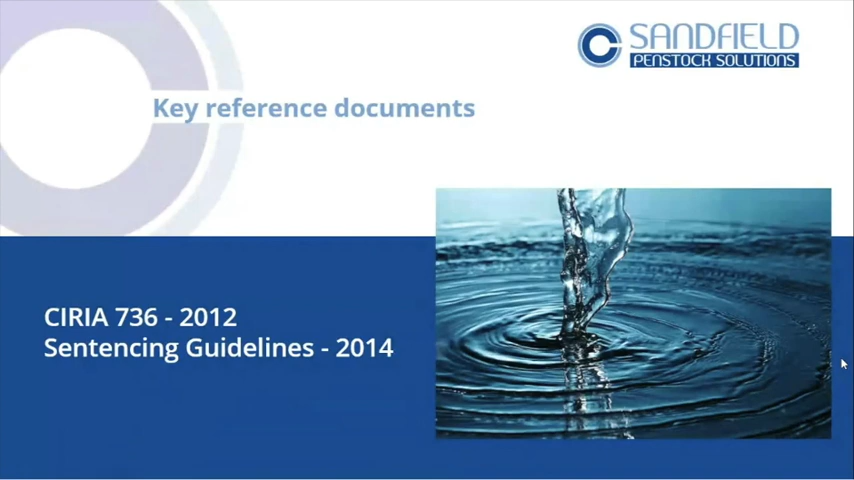 SANDFIELD
PENSTOCK SOLUTIONS
Key reference documents
CIRIA 736 - 2012
Sentencing Guidelines - 2014